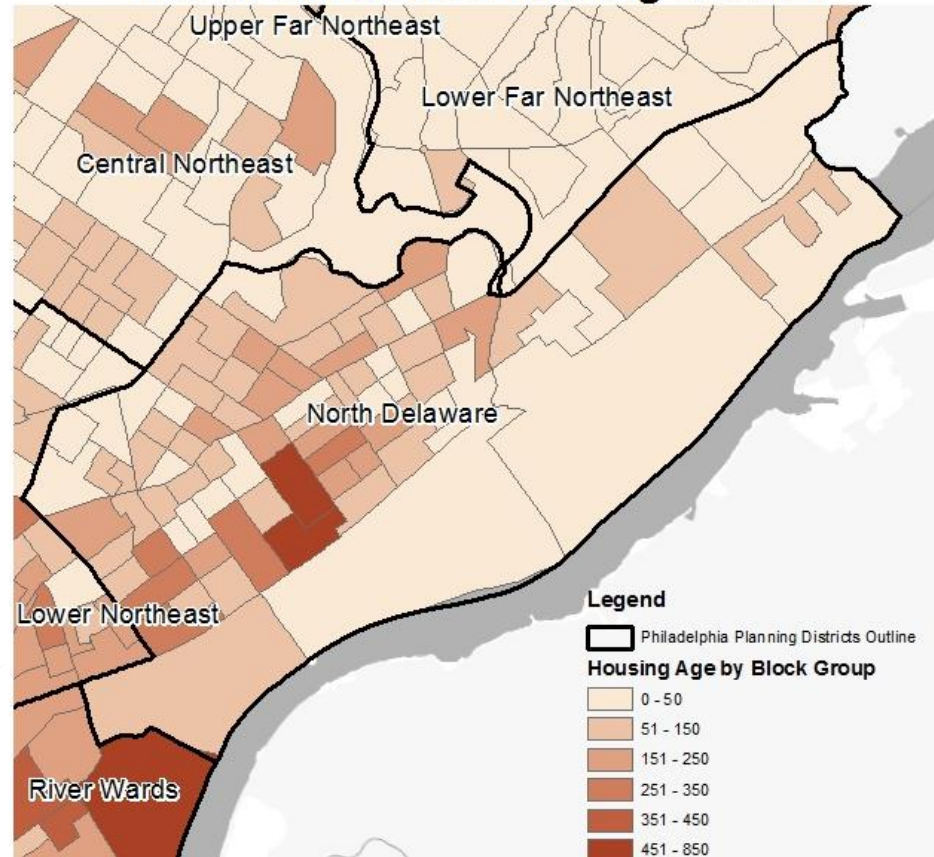 Upper Far Northeast
Lower Far Northeast
Central Northeast
North Delaware
Lower Northeast
River Wards
Legend
Philadelphia Planning Districts Outline
Housing Age by Block Group
0 - 50
51 - 150
151 - 250
251 - 350
351 - 450
451 - 850